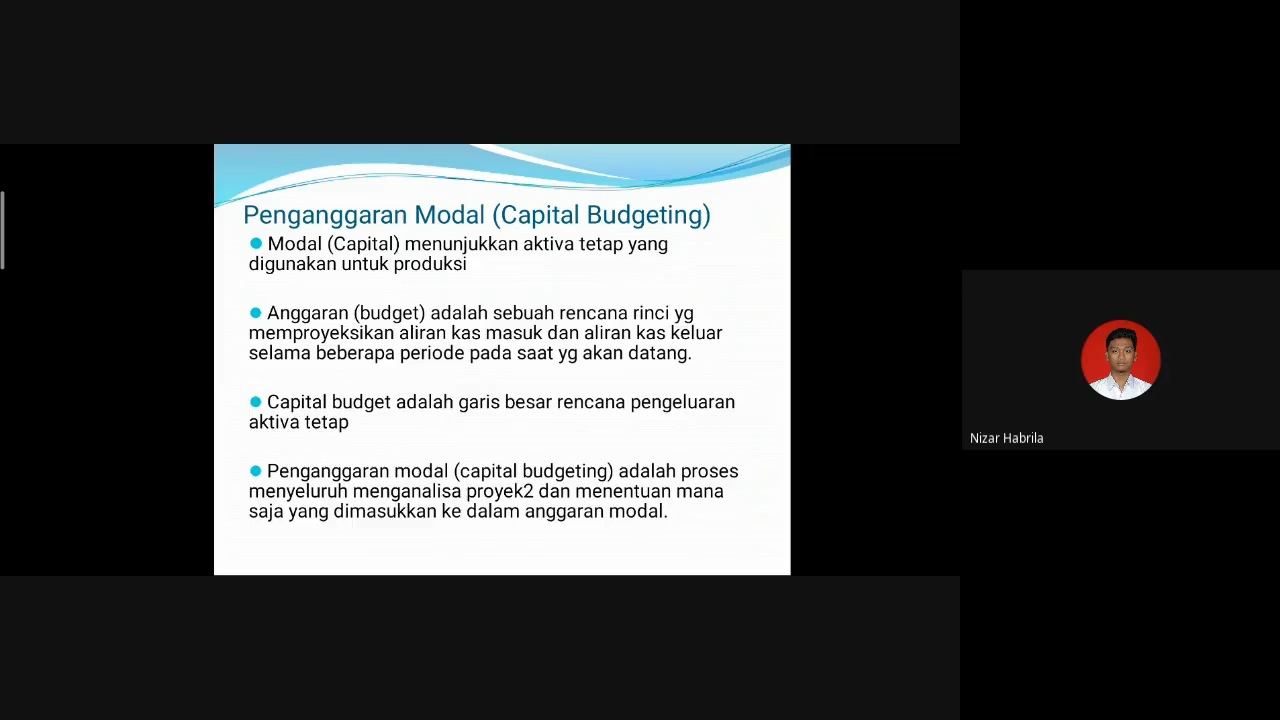 Penganggaran Modal (Capital Budgeting)
Modal (Capital) menunjukkan aktiva tetap yang
digunakan untuk produksi
Anggaran (budget) adalah sebuah rencana rinci yg
memproyeksikan aliran kas masuk dan aliran kas keluar
selama beberapa periode pada saat yg akan datang.
Capital budget adalah garis besar rencana pengeluaran
aktiva tetap
Penganggaran modal (capital budgeting) adalah proses
menyeluruh menganalisa proyek2 dan menentuan mana
saja yang dimasukkan ke dalam anggaran modal.
Nizar Habrila